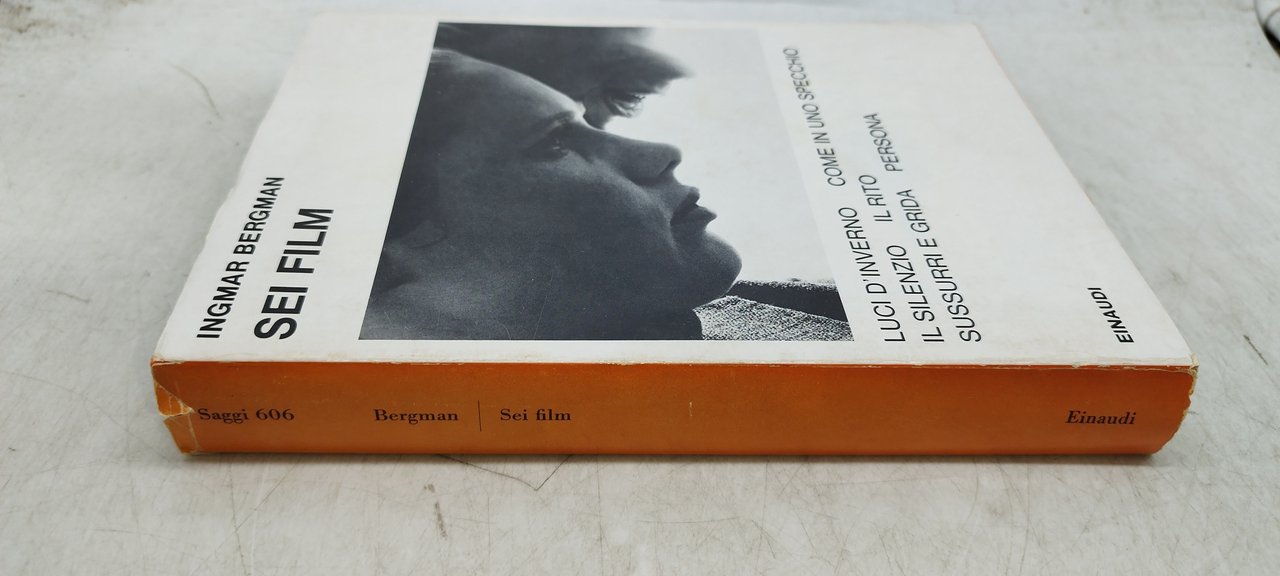 INGMAR BERGMAN
SEI FILM
LUCI D'INVERNO COME IN UNO SPECCHIO
IL SILENZIO IL RITO
SUSSURRI E GRIDA PERSONA
EINAUDI
Saggi 606 Bergman | Sei film Einaudi